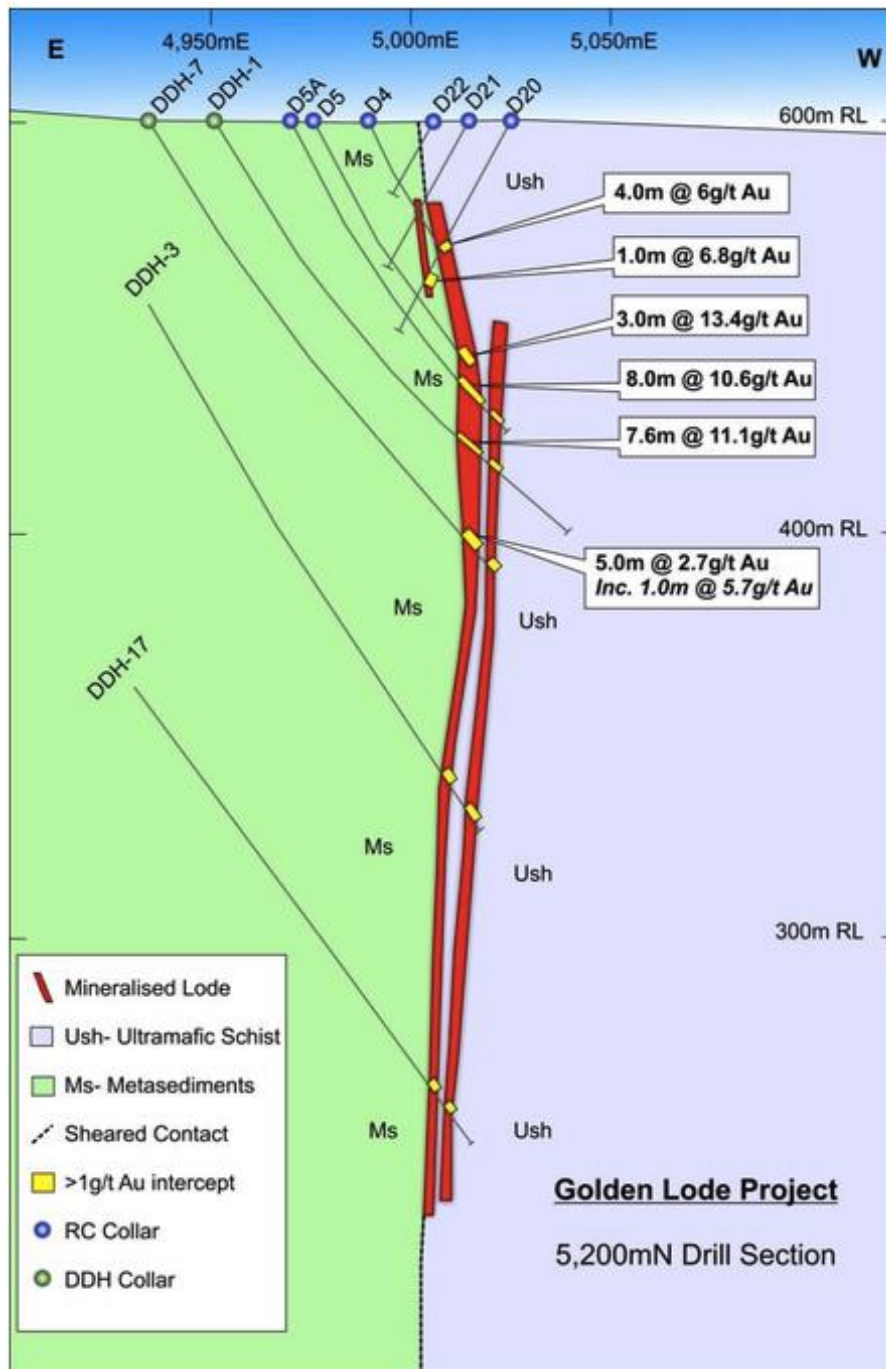 E
4,950mE
5,000mE
5,050mE
W
DDH-7
DDH-1
D5A
D5
D4
D22
D21
D20
600m RL
Ms
Ush
4.0m @ 6g/t Au
1.0m @ 6.8g/t Au
DDH-3
3.0m @ 13.4g/t Au
Ms
8.0m @ 10.6g/t Au
7.6m @ 11.1g/t Au
400m RL
5.0m @ 2.7g/t Au
Inc. 1.0m @ 5.7g/t Au
Ms
Ush
DDH-17
Ms
Ush
300m RL
Mineralised Lode
Ush- Ultramafic Schist
Ms- Metasediments
Sheared Contact
>1g/t Au intercept
RC Collar
DDH Collar
Ms
Ush
Golden Lode Project
5,200mN Drill Section